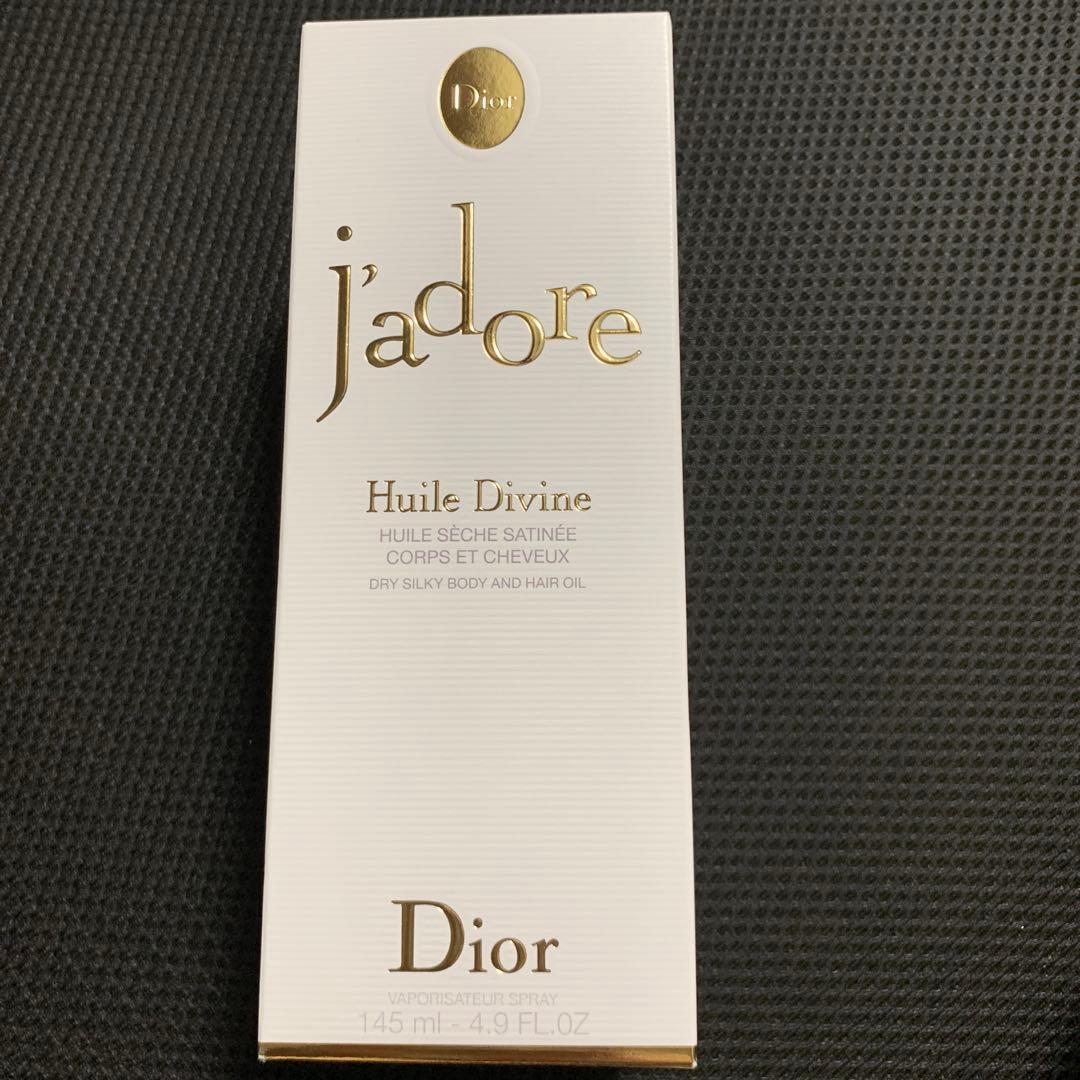 Dior
j'adore
Huile Divine
HUILE SÈCHE SATINÉE
CORPS ET CHEVEUX
DRY SILKY BODY AND HAIR OIL
Dior
VAPORISATEUR SPRAY
145 ml - 4.9 FL.OZ